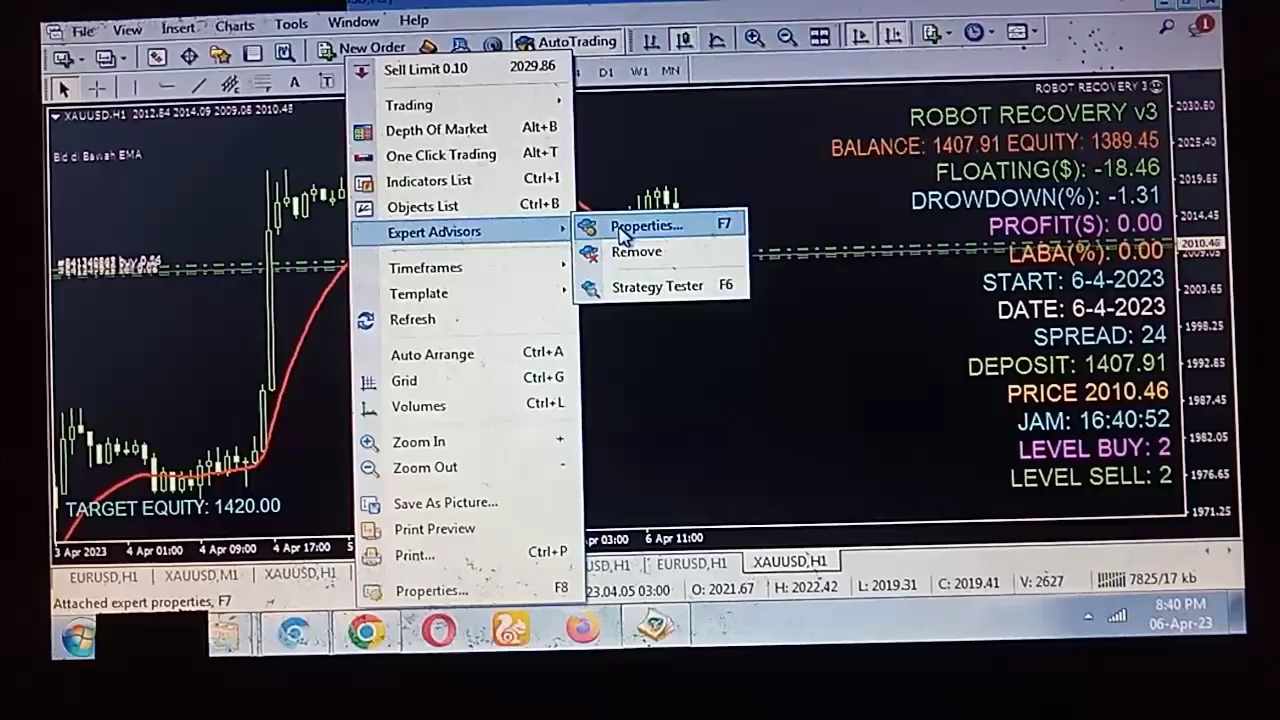 File View Insert Charts Tools Window Help
New Order AutoTrading
1
A T D1 W1 MN
XAUUSD,H1 2012.64 2014.09 2009.06 2010.46
Bid di Bawah EMA
TARGET EQUITY: 1420.00
Sell Limit 0.10 2029.86
Trading
Depth Of Market Alt+B
One Click Trading Alt+T
Indicators List Ctrl+I
Objects List Ctrl+B
Expert Advisors
Timeframes
Template
Refresh
Auto Arrange Ctrl+A
Grid Ctrl+G
Volumes Ctrl+L
Zoom In +
Zoom Out -
Save As Picture...
Print Preview
Print... Ctrl+P
Properties... F8
Properties... F7
Remove
Strategy Tester F6
ROBOT RECOVERY 3
ROBOT RECOVERY v3
BALANCE: 1407.91 EQUITY: 1389.45
FLOATING($): -18.46
DROWDOWN(%): -1.31
PROFIT($): 0.00
LABA(%): 0.00
START: 6-4-2023
DATE: 6-4-2023
SPREAD: 24
DEPOSIT: 1407.91
PRICE 2010.46
JAM: 16:40:52
LEVEL BUY: 2
LEVEL SELL: 2
2030.80
2025.40
2019.85
2014.45
2010.46
2009.05
2003.65
1998.25
1992.85
1987.45
1982.05
1976.65
1971.25
3 Apr 2023 4 Apr 01:00 4 Apr 09:00 4 Apr 17:00 5 pr 03:00 6 Apr 11:00
EURUSD,H1 XAUUSD,M1 XAUUSD,H1 USD,H1 EURUSD,H1 XAUUSD,H1
Attached expert properties, F7 23.04.05 03:00 O: 2021.67 H: 2022.42 L: 2019.31 C: 2019.41 V: 2627 7825/17 kb
8:40 PM
06-Apr-23